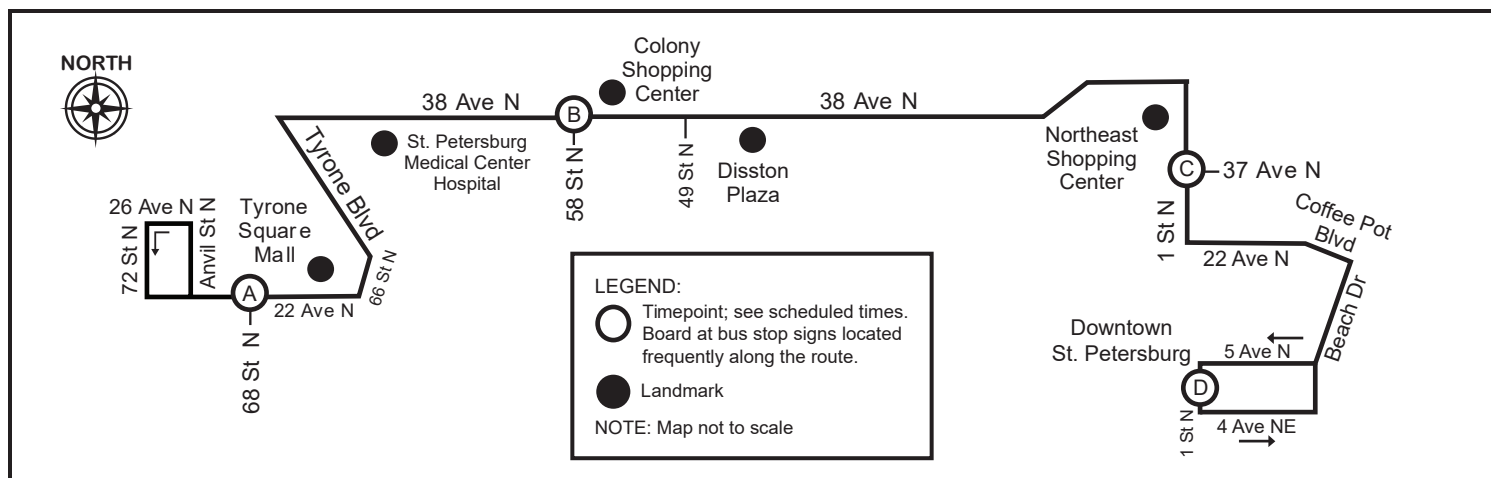 NORTH
26 Ave N
72 St N
Anvil St N
Tyrone
Square
Mall
A
68 St N
22 Ave N
66 St N
Tyrone Blvd
38 Ave N
St. Petersburg
Medical Center
Hospital
B
58 St N
Colony
Shopping
Center
49 St N
Disston
Plaza
38 Ave N
Northeast
Shopping
Center
C
37 Ave N
1 St N
22 Ave N
Coffee Pot
Blvd
Beach Dr
Downtown
St. Petersburg
5 Ave N
D
1 St N
4 Ave NE
LEGEND:
Timepoint; see scheduled times.
Board at bus stop signs located
frequently along the route.
Landmark
NOTE: Map not to scale